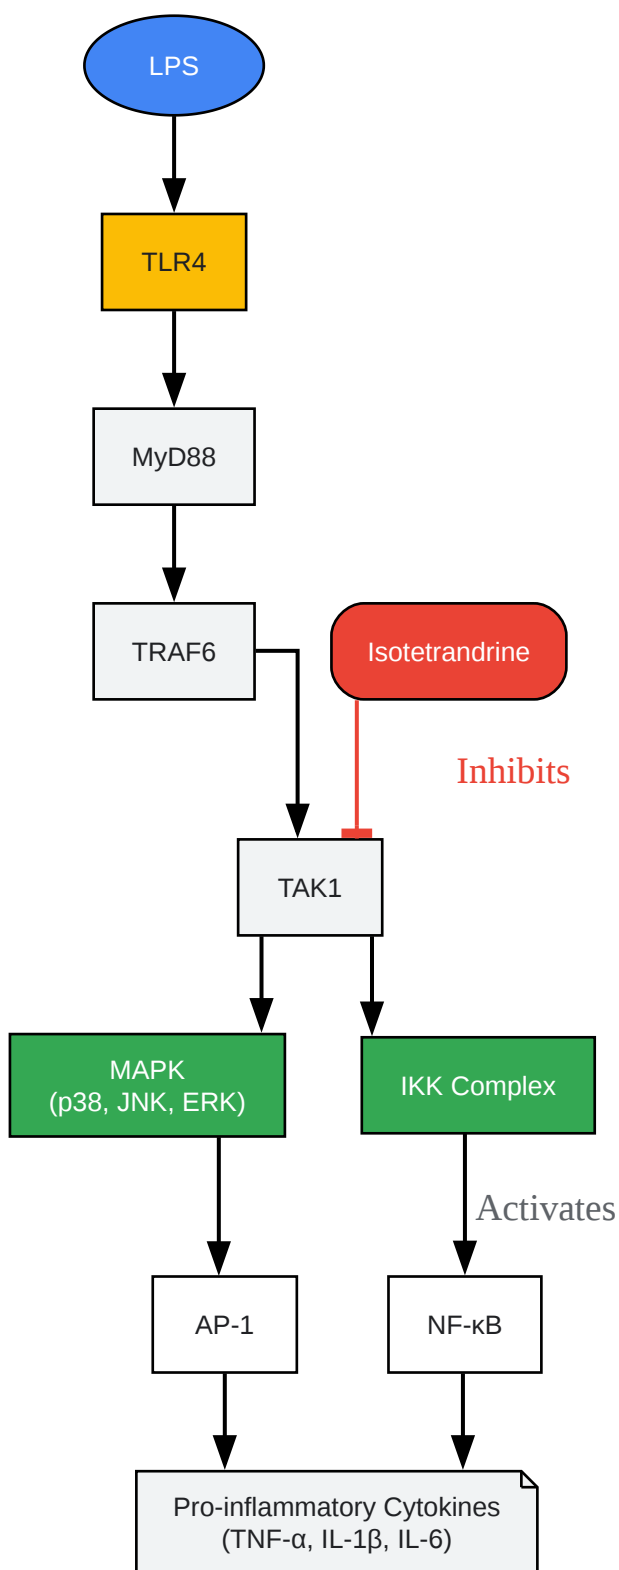 LPS
TLR4
MyD88
TRAF6
Isotetrandrine
Inhibits
TAK1
MAPK
(p38, JNK, ERK)
IKK Complex
Activates
AP-1
NF-κB
Pro-inflammatory Cytokines
(TNF-α, IL-1β, IL-6)